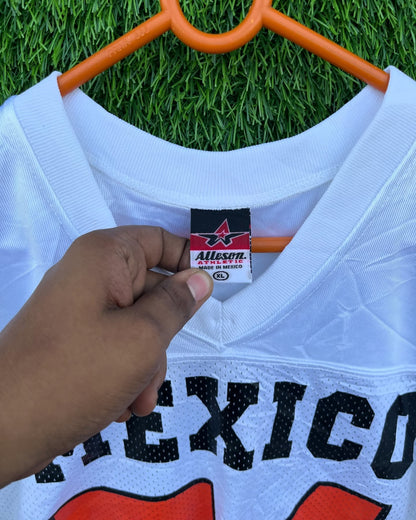 Alleson
ATHLETIC
MADE IN MEXICO
XL
MEXICO